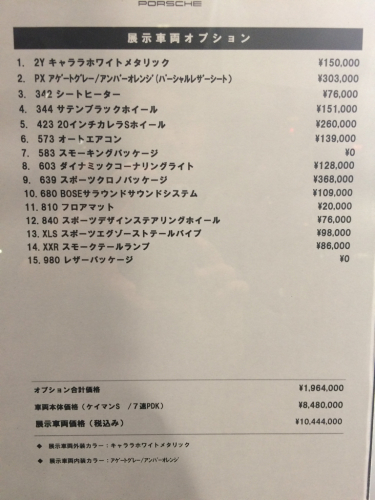 PORSCHE
展示車両オプション
1. 2Y キャララホワイトメタリック ¥150,000
2. PX アゲートグレー/アンバーオレンジ(パーシャルレザーシート) ¥303,000
3. 342 シートヒーター ¥76,000
4. 344 サテンブラックホイール ¥151,000
5. 423 20インチカレラSホイール ¥260,000
6. 573 オートエアコン ¥139,000
7. 583 スモーキングパッケージ ¥0
8. 603 ダイナミックコーナリングライト ¥128,000
9. 639 スポーツクロノパッケージ ¥368,000
10. 680 BOSEサラウンドサウンドシステム ¥109,000
11. 810 フロアマット ¥20,000
12. 840 スポーツデザインステアリングホイール ¥76,000
13. XLS スポーツエグゾーストテールパイプ ¥98,000
14. XXR スモークテールランプ ¥86,000
15. 980 レザーパッケージ ¥0
オプション合計価格 ¥1,964,000
車両本体価格(ケイマンS /7速PDK) ¥8,480,000
展示車両価格(税込み) ¥10,444,000
◆ 展示車両外装カラー:キャララホワイトメタリック
◆ 展示車両内装カラー:アゲートグレー/アンバーオレンジ